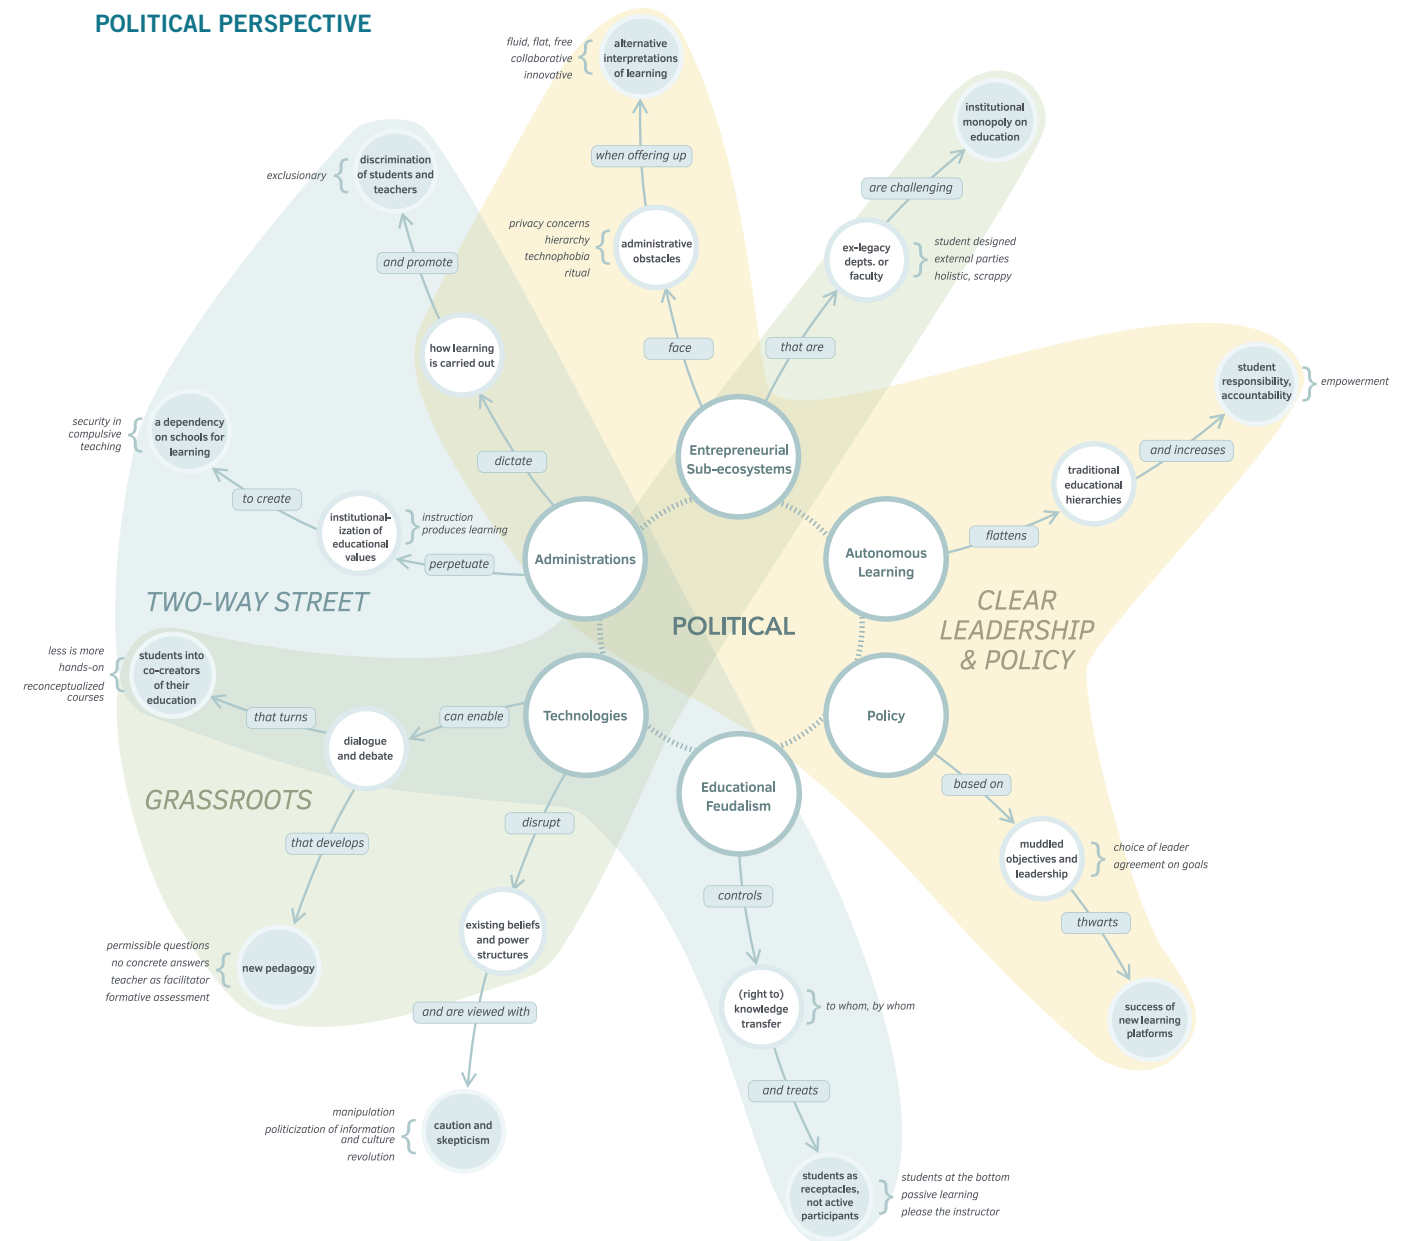 POLITICAL PERSPECTIVE
fluid, flat, free
collaborative
innovative
alternative
interpretations
of learning
when offering up
privacy concerns
hierarchy
technophobia
ritual
administrative
obstacles
face
institutional
monopoly on
education
are challenging
ex-legacy
depts. or
faculty
student designed
external parties
holistic, scrappy
that are
exclusionary
discrimination
of students and
teachers
and promote
how learning
is carried out
dictate
Entrepreneurial
Sub-ecosystems
student
responsibility,
accountability
empowerment
and increases
traditional
educational
hierarchies
flattens
Autonomous
Learning
security in
compulsive
teaching
a dependency
on schools for
learning
to create
institutional-
ization of
educational
values
instruction
produces learning
perpetuate
Administrations
TWO-WAY STREET
POLITICAL
CLEAR
LEADERSHIP
& POLICY
less is more
hands-on
reconceptualized
courses
students into
co-creators
of their
education
that turns
dialogue
and debate
can enable
Technologies
Policy
Educational
Feudalism
GRASSROOTS
that develops
new pedagogy
permissible questions
no concrete answers
teacher as facilitator
formative assessment
disrupt
existing beliefs
and power
structures
and are viewed with
caution and
skepticism
manipulation
politicization of information
and culture
revolution
controls
(right to)
knowledge
transfer
to whom, by whom
and treats
students as
receptacles,
not active
participants
students at the bottom
passive learning
please the instructor
based on
muddled
objectives and
leadership
choice of leader
agreement on goals
thwarts
success of
new learning
platforms